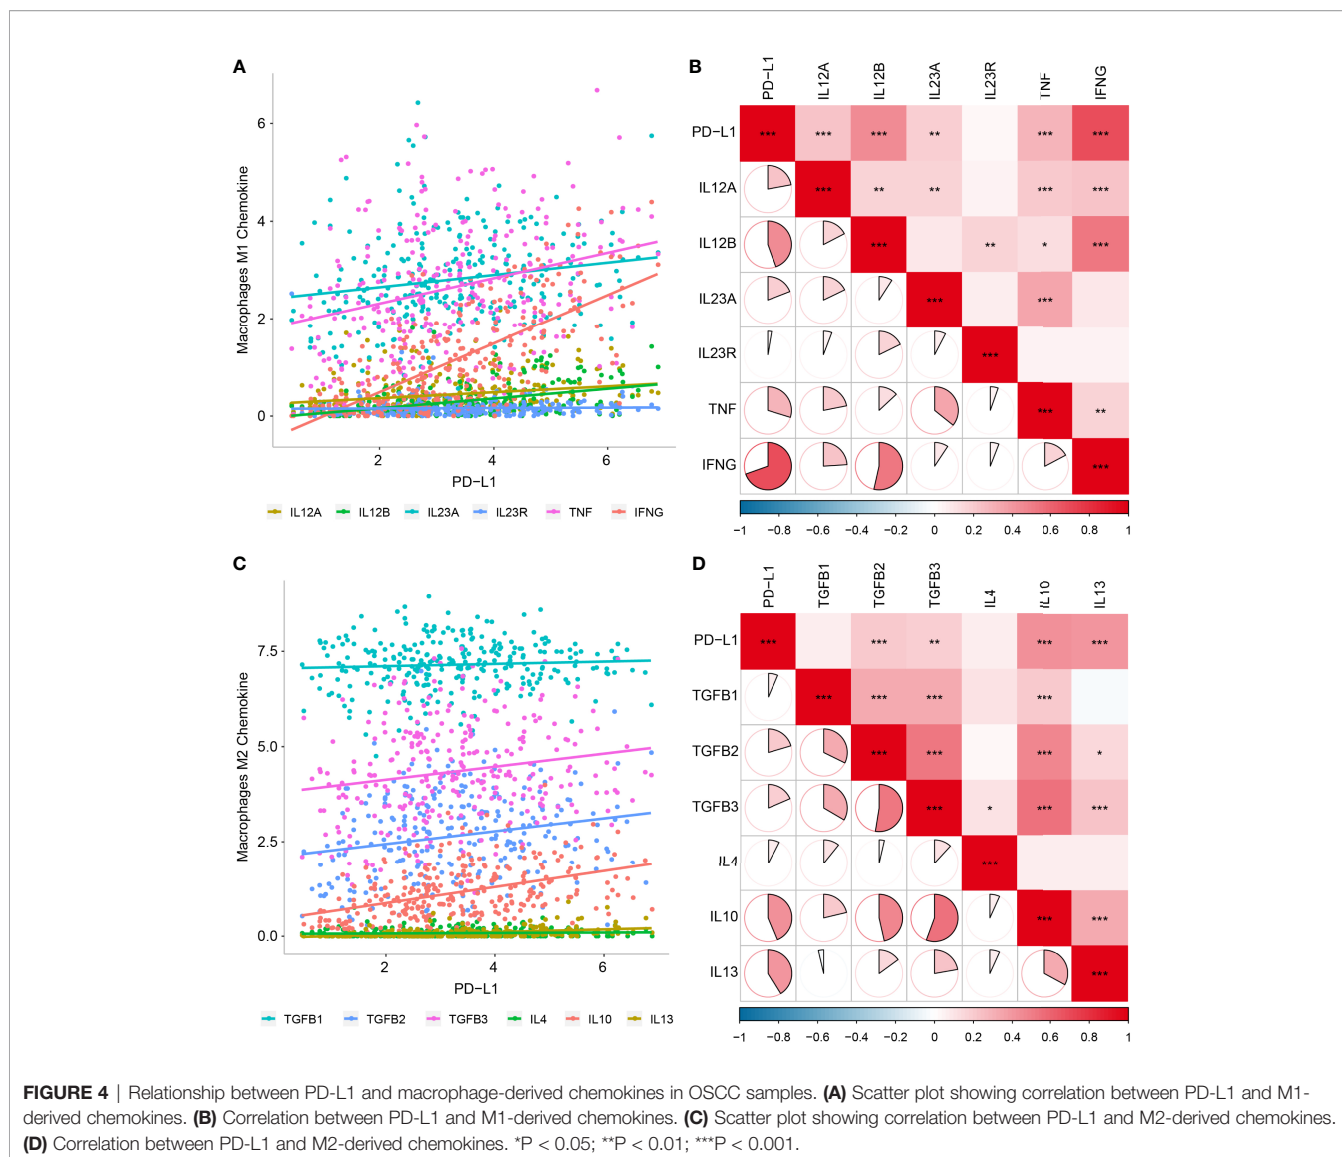 A
Macrophages M1 Chemokine
6
4
2
0
2 4 6
PD-L1
IL12A IL12B IL23A IL23R TNF IFNG
B
PD-L1 IL12A IL12B IL23A IL23R TNF IFNG
PD-L1 *** *** *** ** *** ***
IL12A *** ** ** *** ***
IL12B *** ** * ***
IL23A *** ***
IL23R ***
TNF *** **
IFNG ***
-1 -0.8 -0.6 -0.4 -0.2 0 0.2 0.4 0.6 0.8 1
C
Macrophages M2 Chemokine
7.5
5.0
2.5
0.0
2 4 6
PD-L1
TGFB1 TGFB2 TGFB3 IL4 IL10 IL13
D
PD-L1 TGFB1 TGFB2 TGFB3 IL4 IL10 IL13
PD-L1 *** *** ** *** ***
TGFB1 *** *** *** ***
TGFB2 *** *** *** *
TGFB3 *** * *** ***
IL4 ***
IL10 *** ***
IL13 ***
-1 -0.8 -0.6 -0.4 -0.2 0 0.2 0.4 0.6 0.8 1
FIGURE 4 | Relationship between PD-L1 and macrophage-derived chemokines in OSCC samples. (A) Scatter plot showing correlation between PD-L1 and M1-
derived chemokines. (B) Correlation between PD-L1 and M1-derived chemokines. (C) Scatter plot showing correlation between PD-L1 and M2-derived chemokines.
(D) Correlation between PD-L1 and M2-derived chemokines. *P < 0.05; **P < 0.01; ***P < 0.001.